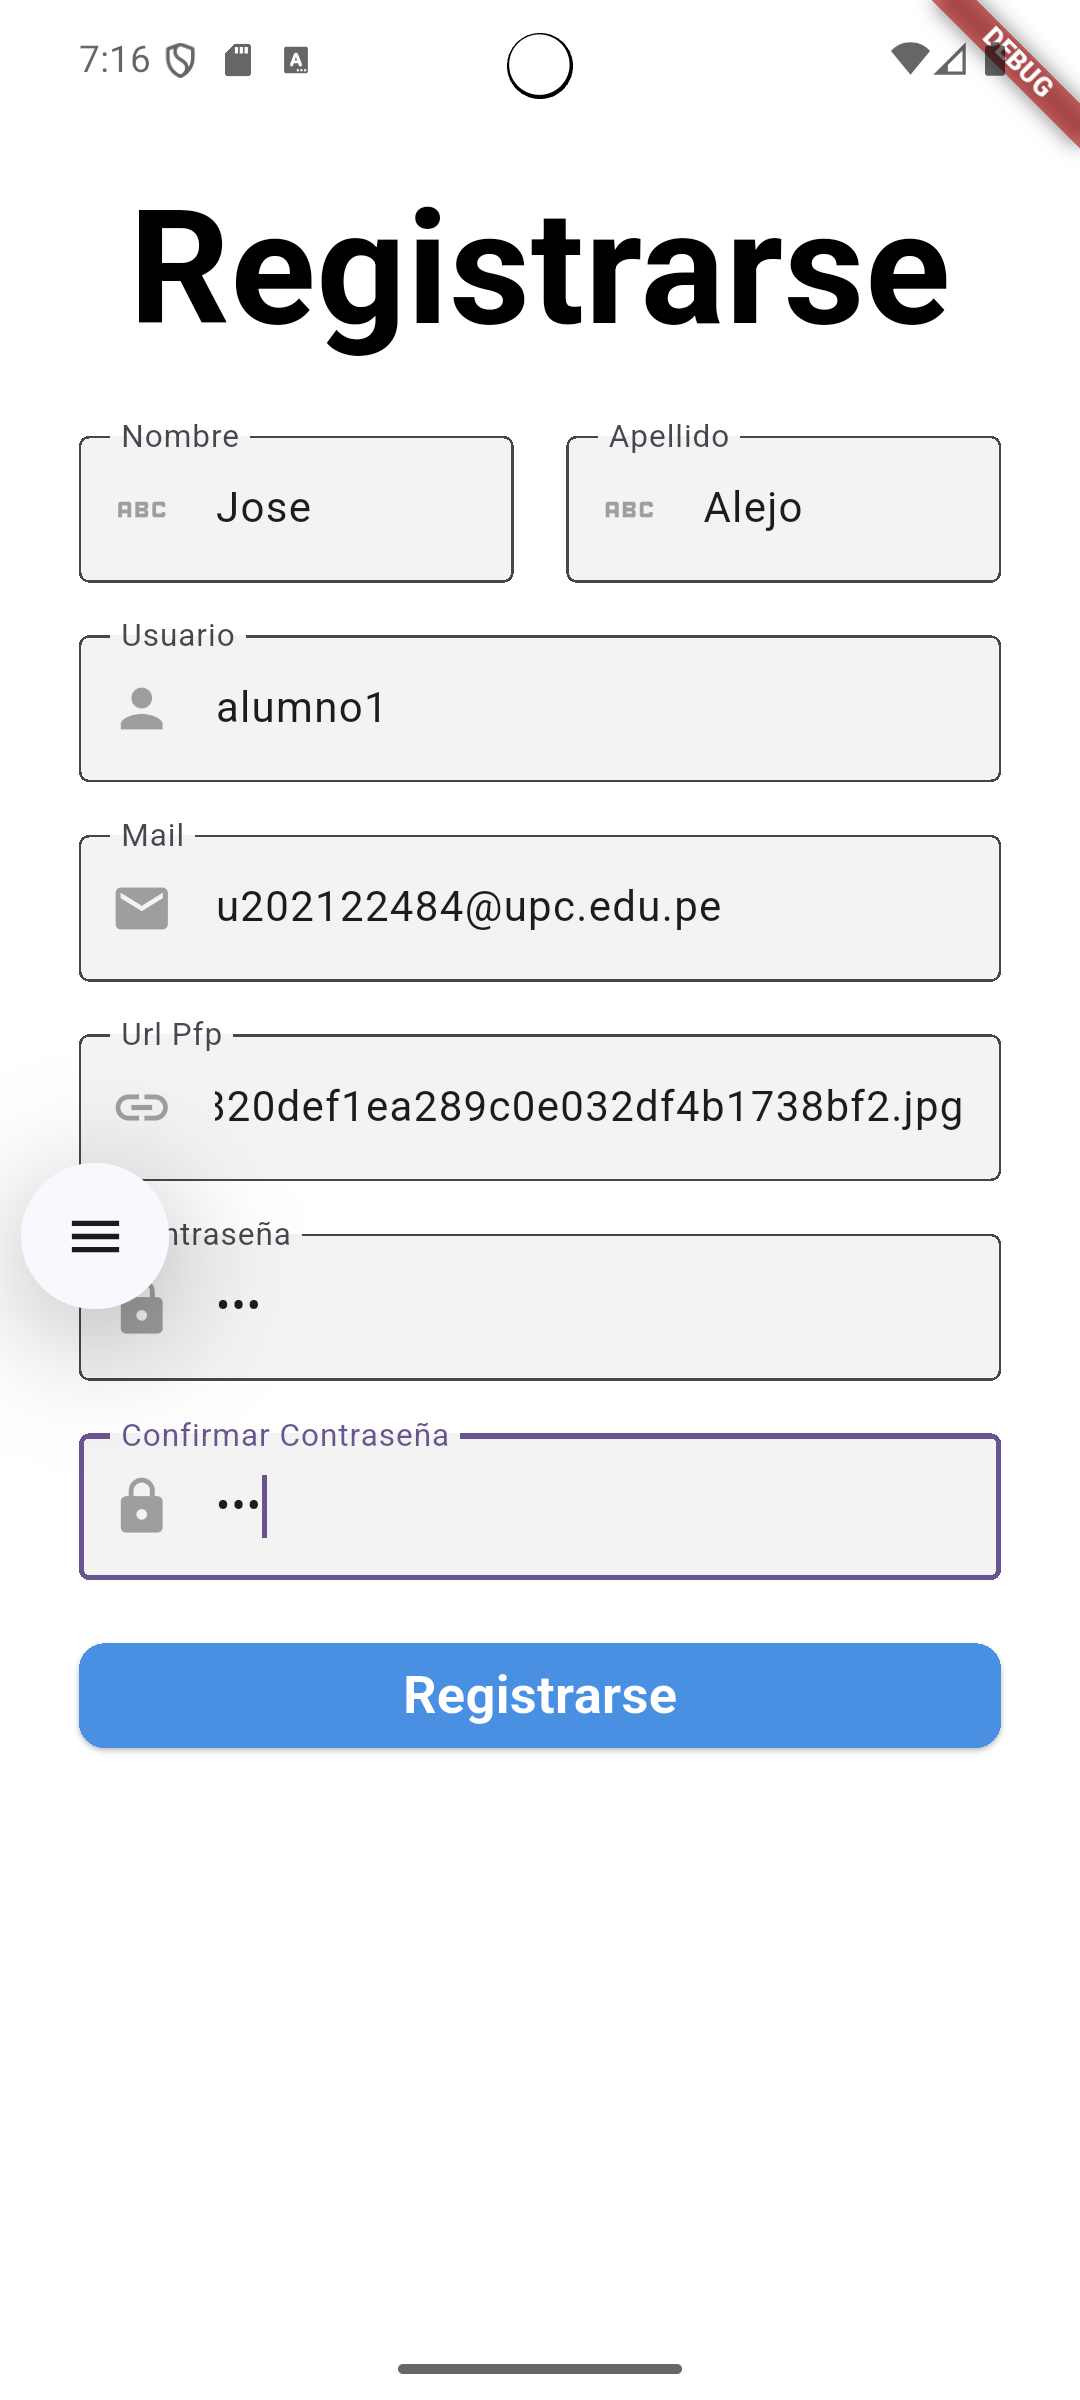 7:16
DEBUG
Registrarse
Nombre
Apellido
ABC Jose
ABC Alejo
Usuario
alumno1
Mail
u202122484@upc.edu.pe
Url Pfp
320def1ea289c0e032df4b1738bf2.jpg
ntraseña
•••
Confirmar Contraseña
•••
Registrarse